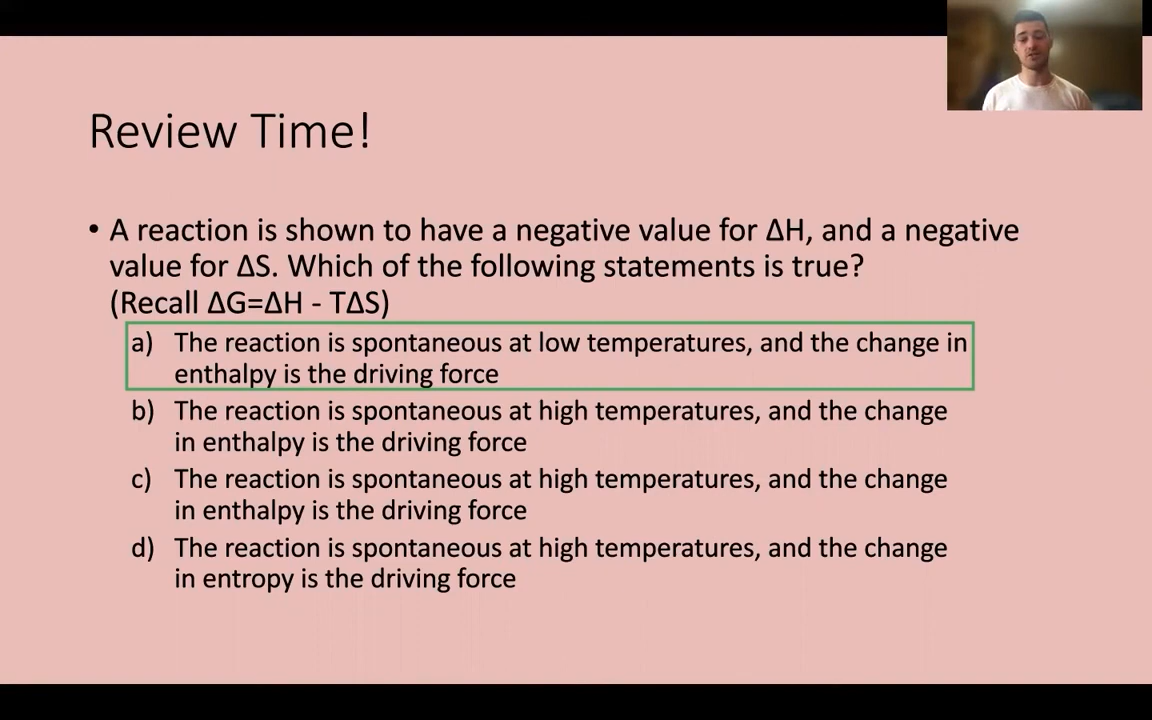 Review Time!
• A reaction is shown to have a negative value for ΔH, and a negative
value for ΔS. Which of the following statements is true?
(Recall ΔG=ΔH - TΔS)
a) The reaction is spontaneous at low temperatures, and the change in
enthalpy is the driving force
b) The reaction is spontaneous at high temperatures, and the change
in enthalpy is the driving force
c) The reaction is spontaneous at high temperatures, and the change
in enthalpy is the driving force
d) The reaction is spontaneous at high temperatures, and the change
in entropy is the driving force